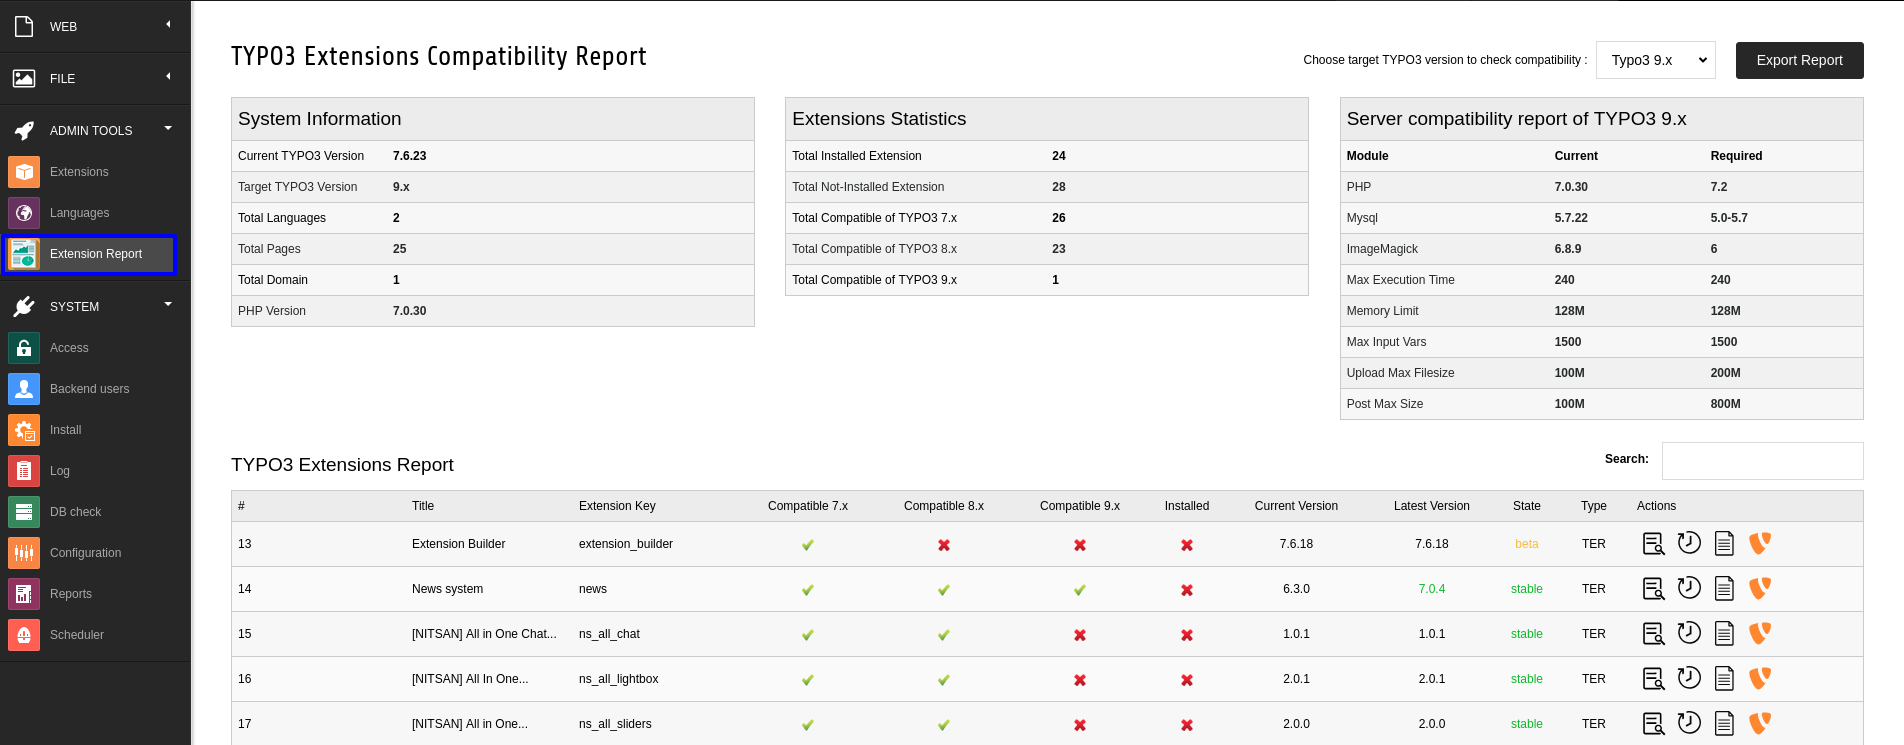 WEB
FILE
ADMIN TOOLS
Extensions
Languages
Extension Report
SYSTEM
Access
Backend users
Install
Log
DB check
Configuration
Reports
Scheduler
TYPO3 Extensions Compatibility Report
Choose target TYPO3 version to check compatibility : Typo3 9.x Export Report
System Information
Current TYPO3 Version 7.6.23
Target TYPO3 Version 9.x
Total Languages 2
Total Pages 25
Total Domain 1
PHP Version 7.0.30
Extensions Statistics
Total Installed Extension 24
Total Not-Installed Extension 28
Total Compatible of TYPO3 7.x 26
Total Compatible of TYPO3 8.x 23
Total Compatible of TYPO3 9.x 1
Server compatibility report of TYPO3 9.x
Module Current Required
PHP 7.0.30 7.2
Mysql 5.7.22 5.0-5.7
ImageMagick 6.8.9 6
Max Execution Time 240 240
Memory Limit 128M 128M
Max Input Vars 1500 1500
Upload Max Filesize 100M 200M
Post Max Size 100M 800M
TYPO3 Extensions Report
Search:
# Title Extension Key Compatible 7.x Compatible 8.x Compatible 9.x Installed Current Version Latest Version State Type Actions
13 Extension Builder extension_builder 7.6.18 7.6.18 beta TER
14 News system news 6.3.0 7.0.4 stable TER
15 [NITSAN] All in One Chat... ns_all_chat 1.0.1 1.0.1 stable TER
16 [NITSAN] All In One... ns_all_lightbox 2.0.1 2.0.1 stable TER
17 [NITSAN] All in One... ns_all_sliders 2.0.0 2.0.0 stable TER